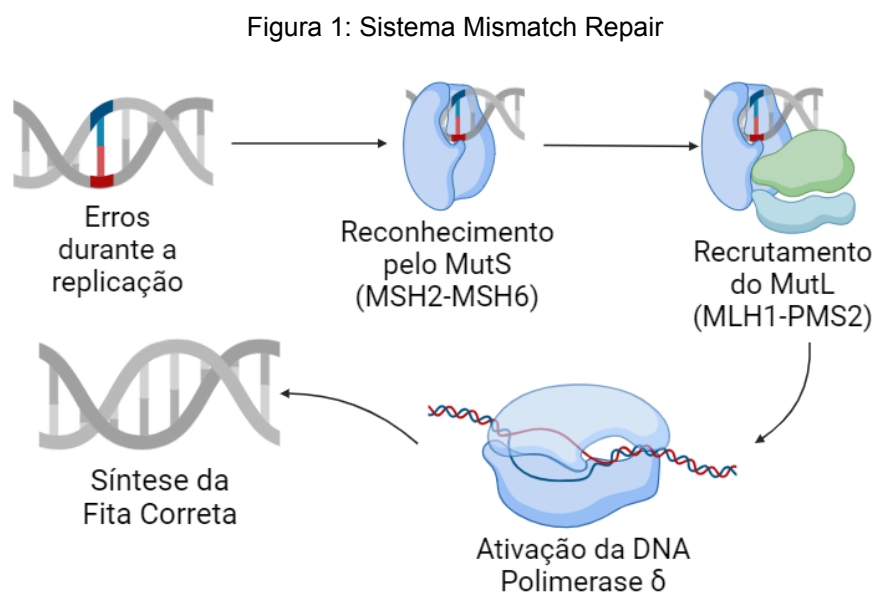 Figura 1: Sistema Mismatch Repair
Erros
durante a
replicação
Reconhecimento
pelo MutS
(MSH2-MSH6)
Recrutamento
do MutL
(MLH1-PMS2)
Síntese da
Fita Correta
Ativação da DNA
Polimerase δ